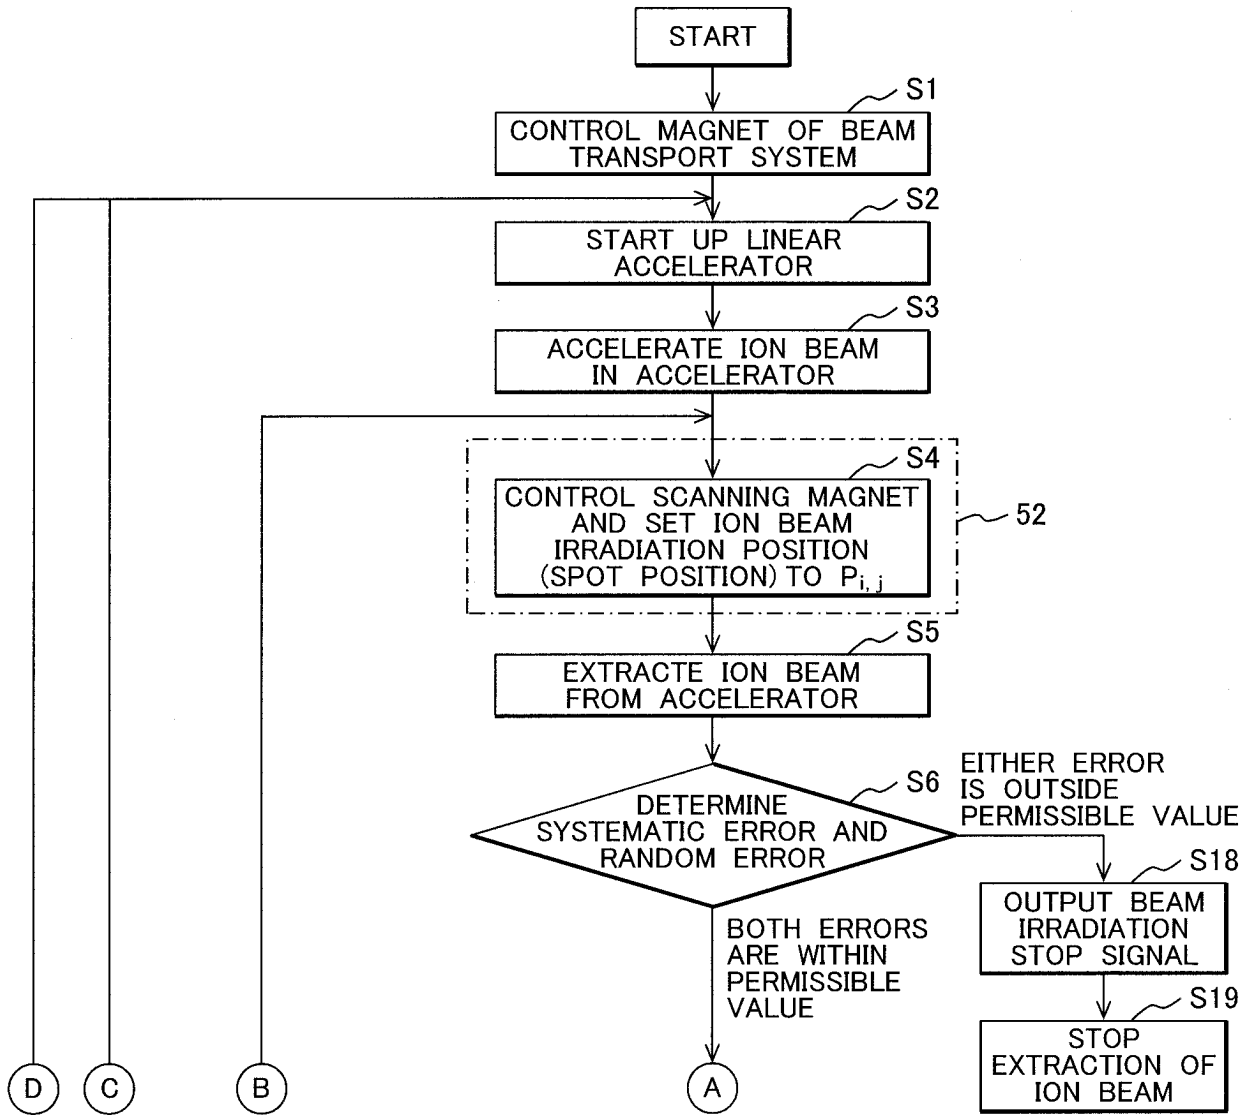 START
S1
CONTROL MAGNET OF BEAM
TRANSPORT SYSTEM
S2
START UP LINEAR
ACCELERATOR
S3
ACCELERATE ION BEAM
IN ACCELERATOR
S4
CONTROL SCANNING MAGNET
AND SET ION BEAM
IRRADIATION POSITION
(SPOT POSITION) TO Pi, j
52
S5
EXTRACTE ION BEAM
FROM ACCELERATOR
S6
DETERMINE
SYSTEMATIC ERROR AND
RANDOM ERROR
EITHER ERROR
IS OUTSIDE
PERMISSIBLE VALUE
S18
OUTPUT BEAM
IRRADIATION
STOP SIGNAL
BOTH ERRORS
ARE WITHIN
PERMISSIBLE
VALUE
S19
STOP
EXTRACTION OF
ION BEAM
D
C
B
A